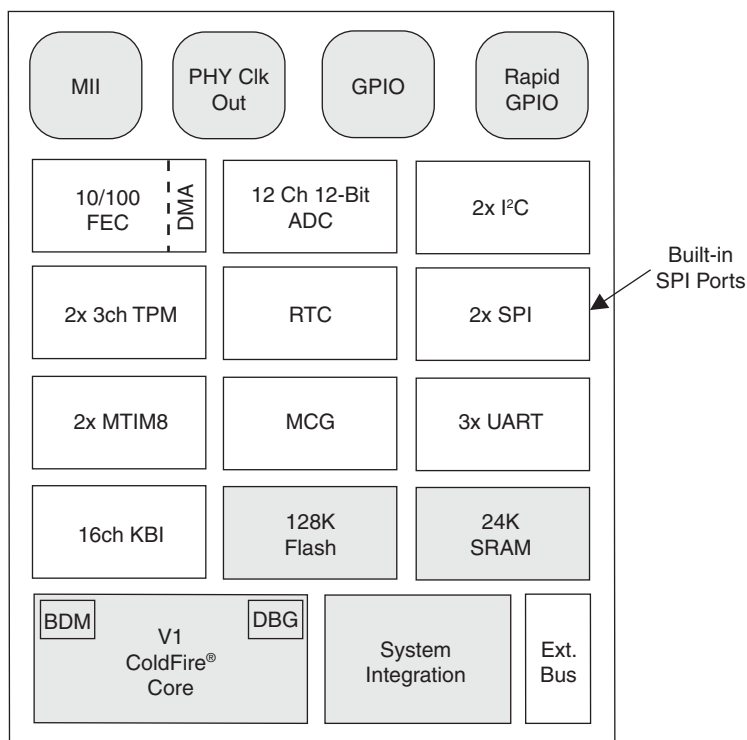 MII
PHY Clk
Out
GPIO
Rapid
GPIO
10/100
FEC
DMA
12 Ch 12-Bit
ADC
2x I²C
Built-in
SPI Ports
2x 3ch TPM
RTC
2x SPI
2x MTIM8
MCG
3x UART
16ch KBI
128K
Flash
24K
SRAM
BDM
DBG
V1
ColdFire®
Core
System
Integration
Ext.
Bus